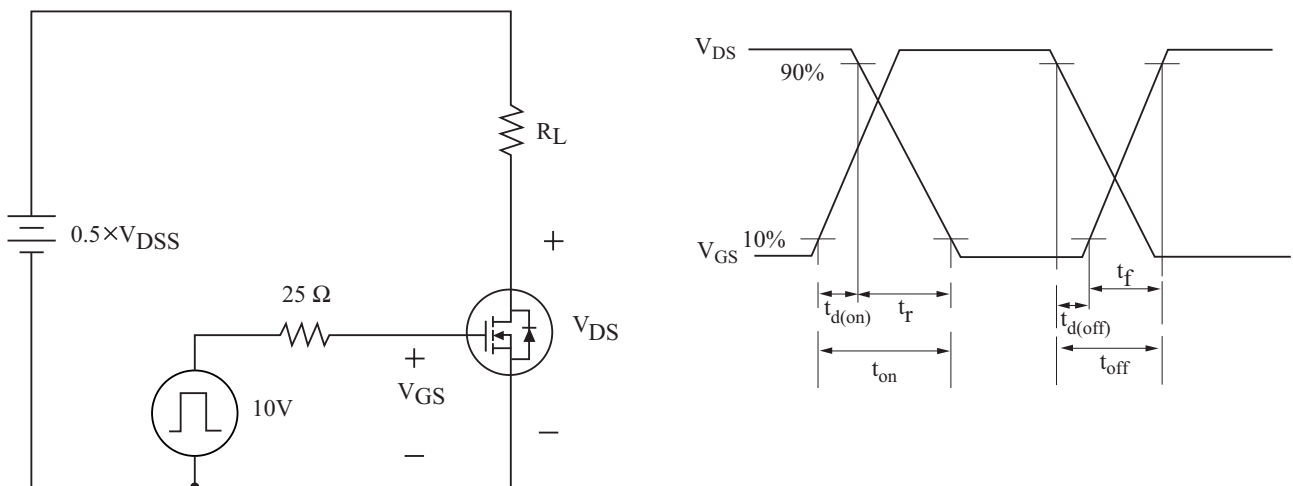 R_L
0.5×V_DSS
+
25 Ω
V_DS
+
V_GS
10V
−
−
V_DS
90%
10%
V_GS
t_d(on)
t_r
t_on
t_f
t_d(off)
t_off